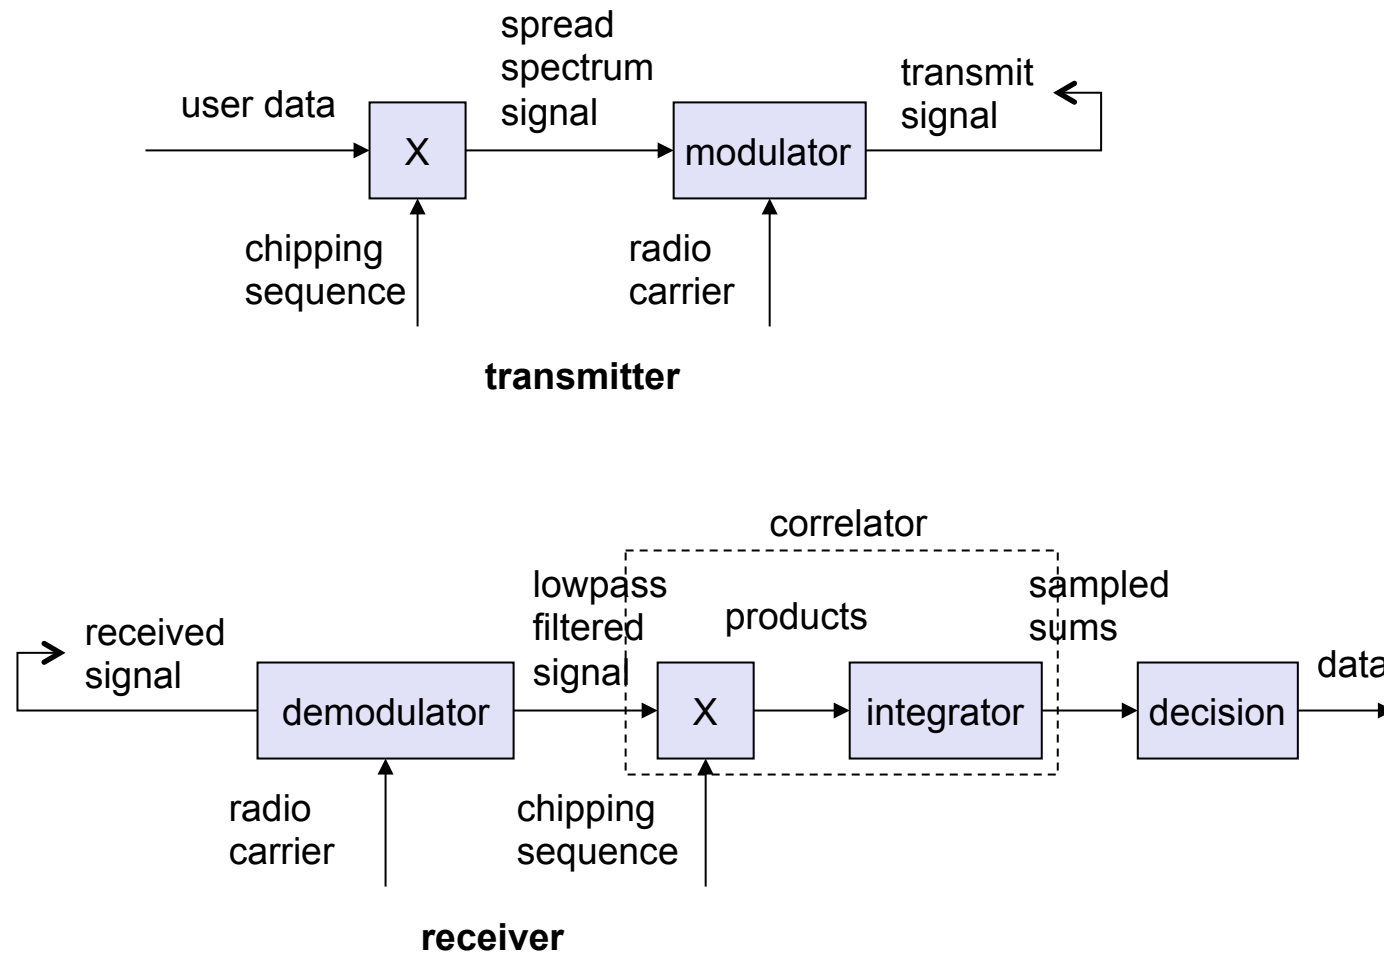 spread
spectrum
signal
user data
transmit
signal
X
modulator
chipping
sequence
radio
carrier
transmitter
correlator
lowpass
filtered
signal
products
sampled
sums
received
signal
data
demodulator
X
integrator
decision
radio
carrier
chipping
sequence
receiver